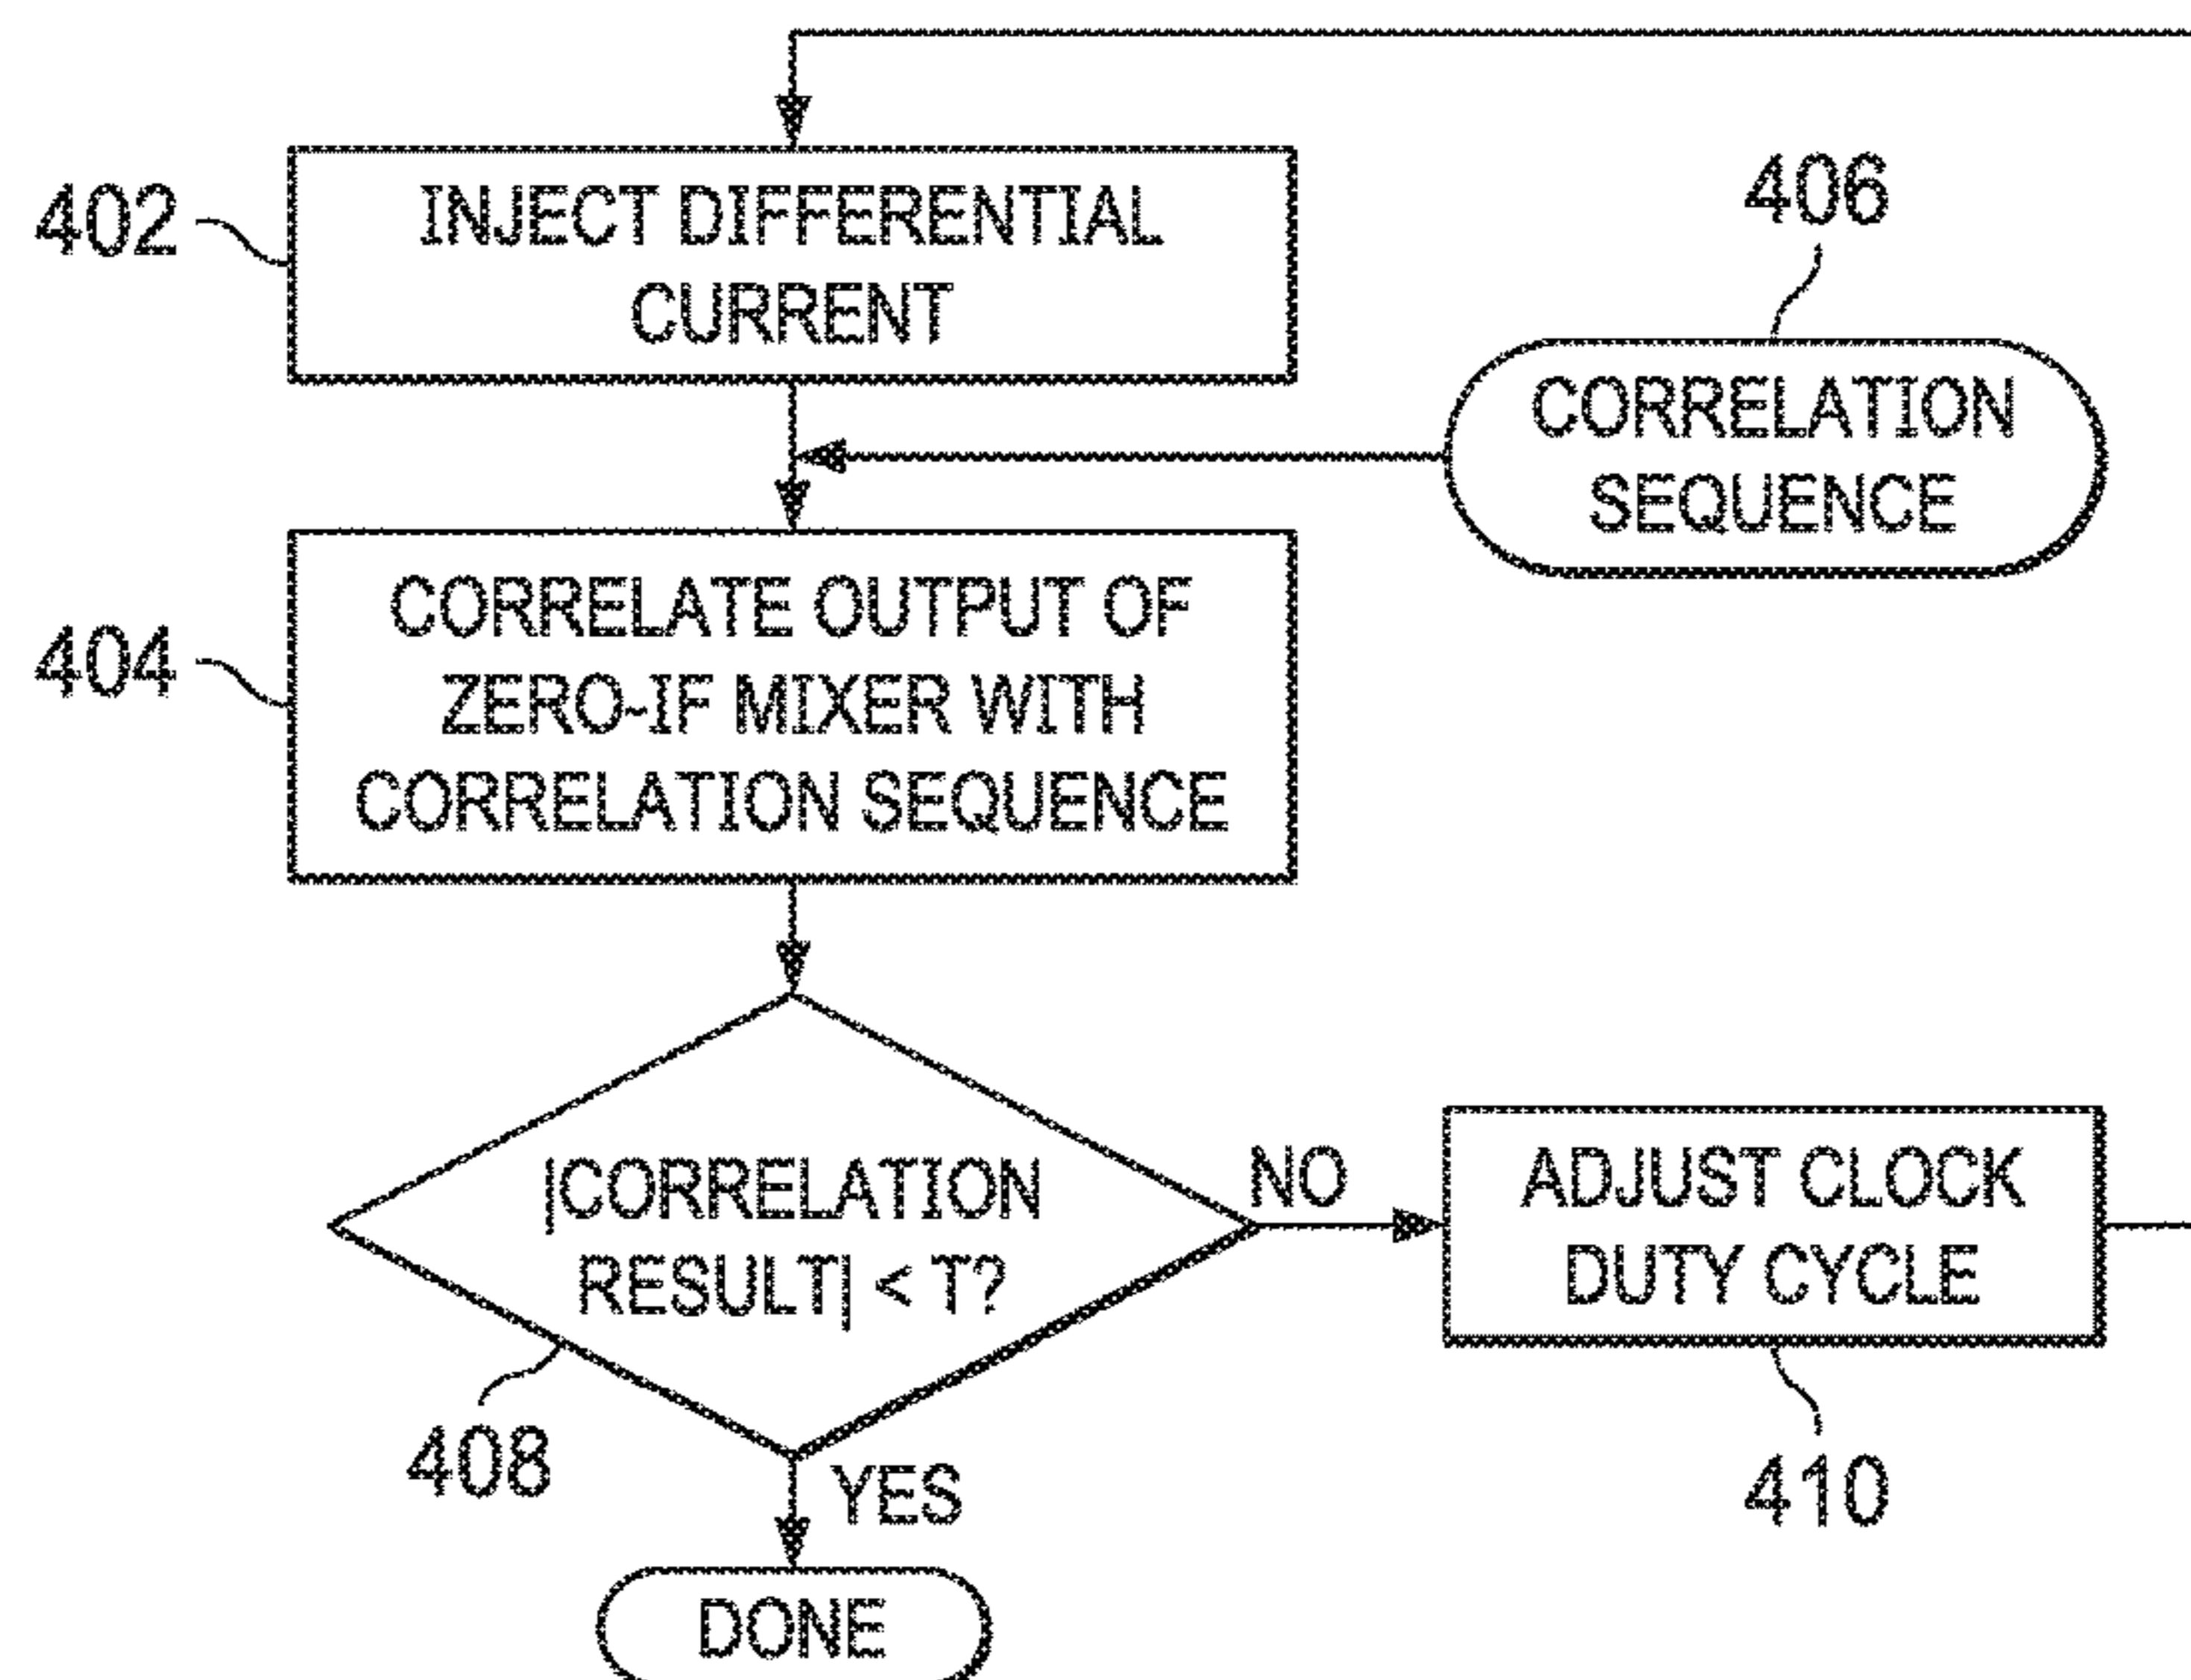 402
INJECT DIFFERENTIAL
CURRENT
406
CORRELATION
SEQUENCE
404
CORRELATE OUTPUT OF
ZERO-IF MIXER WITH
CORRELATION SEQUENCE
|CORRELATION
RESULT| < T?
408
NO
ADJUST CLOCK
DUTY CYCLE
410
YES
DONE